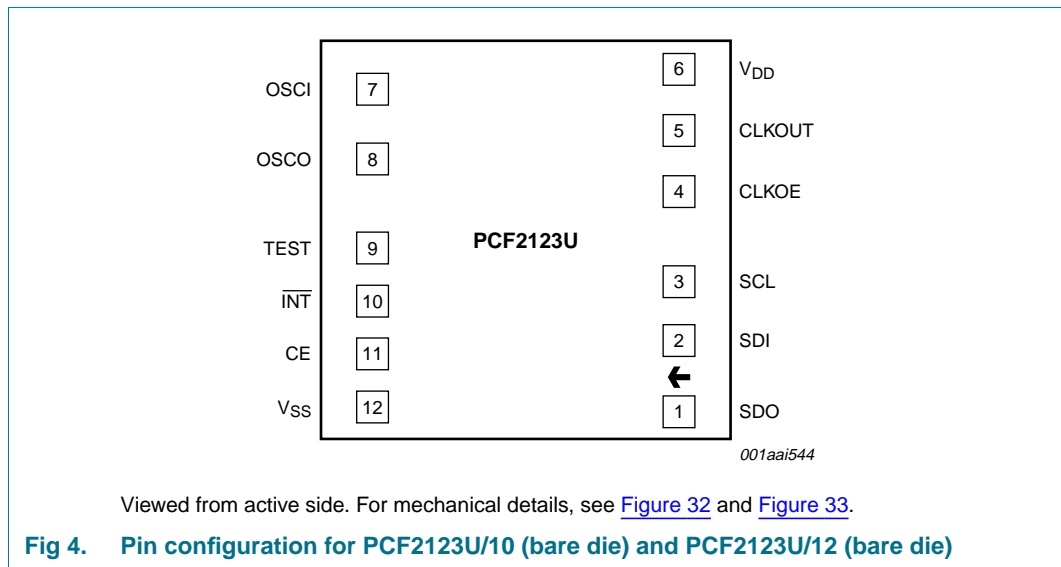 OSCI 7 6 VDD
5 CLKOUT
OSCO 8
4 CLKOE
PCF2123U
TEST 9
3 SCL
INT 10
2 SDI
CE 11
VSS 12 1 SDO
001aai544
Viewed from active side. For mechanical details, see Figure 32 and Figure 33.
Fig 4. Pin configuration for PCF2123U/10 (bare die) and PCF2123U/12 (bare die)